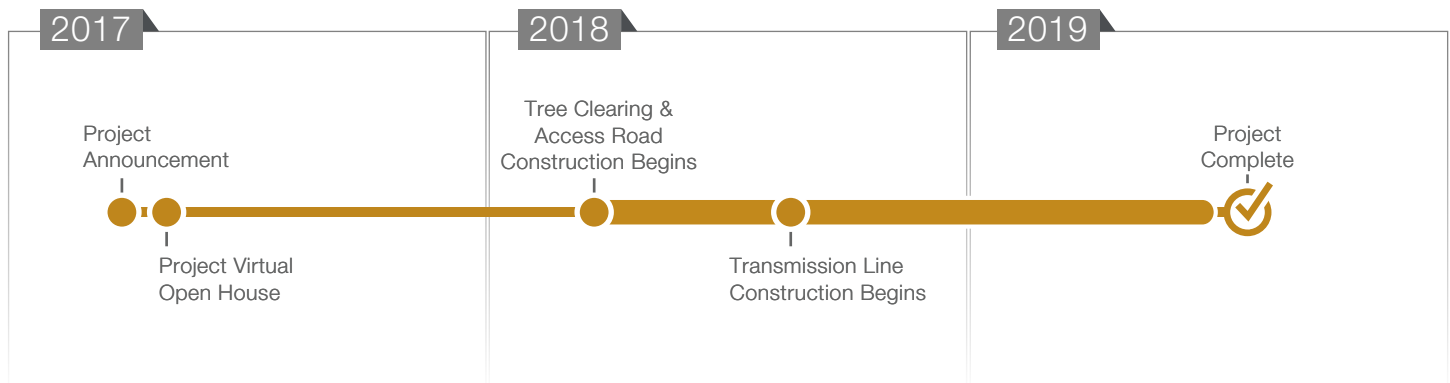 2017
2018
2019
Project
Announcement
Project Virtual
Open House
Tree Clearing &
Access Road
Construction Begins
Transmission Line
Construction Begins
Project
Complete